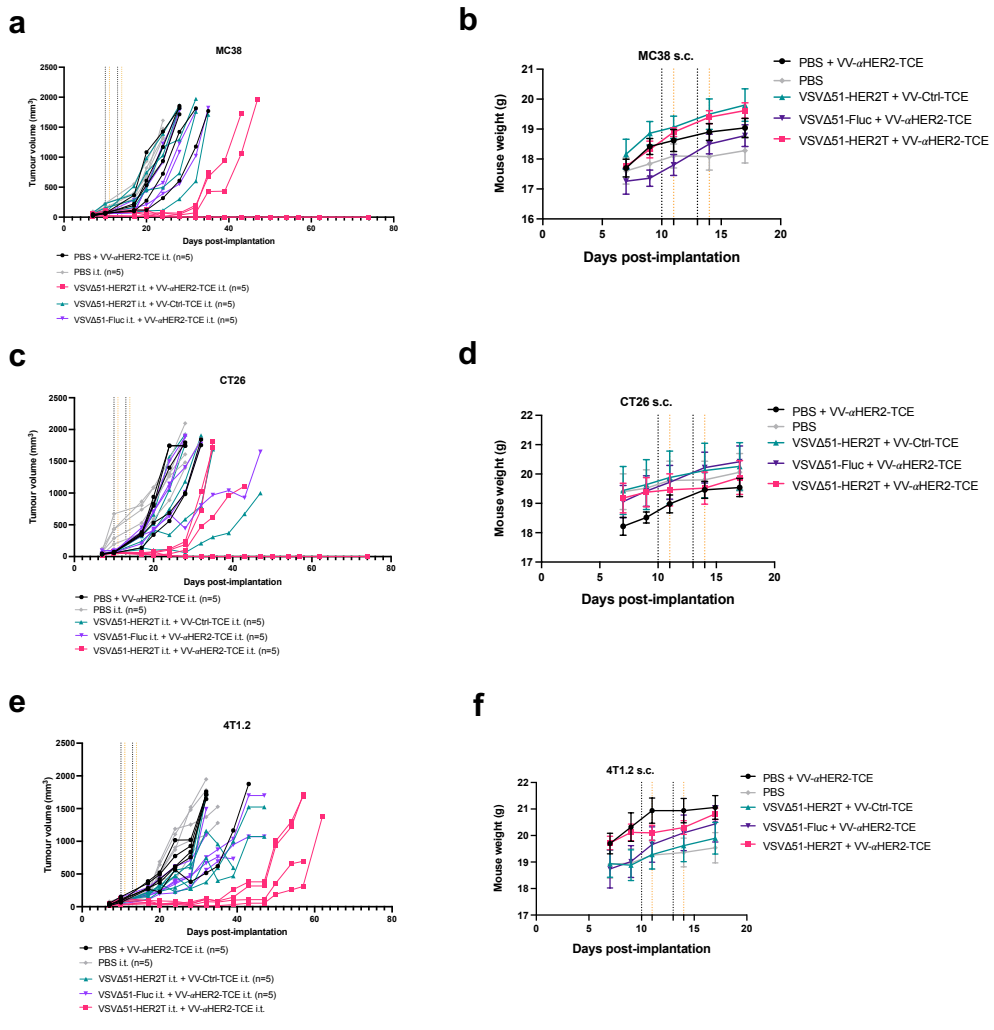 a
MC38
Tumour volume (mm³)
2500
2000
1500
1000
500
0
0 20 40 60 80
Days post-implantation
PBS + VV-αHER2-TCE i.t. (n=5)
PBS i.t. (n=5)
VSVΔ51-HER2T i.t. + VV-αHER2-TCE i.t. (n=5)
VSVΔ51-HER2T i.t. + VV-Ctrl-TCE i.t. (n=5)
VSVΔ51-Fluc i.t. + VV-αHER2-TCE i.t. (n=5)
b
MC38 s.c.
Mouse weight (g)
21
20
19
18
17
16
0 5 10 15 20
Days post-implantation
PBS + VV-αHER2-TCE
PBS
VSVΔ51-HER2T + VV-Ctrl-TCE
VSVΔ51-Fluc + VV-αHER2-TCE
VSVΔ51-HER2T + VV-αHER2-TCE
c
CT26
Tumour volume (mm³)
2500
2000
1500
1000
500
0
0 20 40 60 80
Days post-implantation
PBS + VV-αHER2-TCE i.t. (n=5)
PBS i.t. (n=5)
VSVΔ51-HER2T i.t. + VV-Ctrl-TCE i.t. (n=5)
VSVΔ51-Fluc i.t. + VV-αHER2-TCE i.t. (n=5)
VSVΔ51-HER2T i.t. + VV-αHER2-TCE i.t. (n=5)
d
CT26 s.c.
Mouse weight (g)
22
21
20
19
18
17
0 5 10 15 20
Days post-implantation
PBS + VV-αHER2-TCE
PBS
VSVΔ51-HER2T + VV-Ctrl-TCE
VSVΔ51-Fluc + VV-αHER2-TCE
VSVΔ51-HER2T + VV-αHER2-TCE
e
4T1.2
Tumour volume (mm³)
2500
2000
1500
1000
500
0
0 20 40 60 80
Days post-implantation
PBS + VV-αHER2-TCE i.t. (n=5)
PBS i.t. (n=5)
VSVΔ51-HER2T i.t. + VV-Ctrl-TCE i.t. (n=5)
VSVΔ51-Fluc i.t. + VV-αHER2-TCE i.t. (n=5)
VSVΔ51-HER2T i.t. + VV-αHER2-TCE i.t.
f
4T1.2 s.c.
Mouse weight (g)
22
21
20
19
18
17
0 5 10 15 20
Days post-implantation
PBS + VV-αHER2-TCE
PBS
VSVΔ51-HER2T + VV-Ctrl-TCE
VSVΔ51-Fluc + VV-αHER2-TCE
VSVΔ51-HER2T + VV-αHER2-TCE